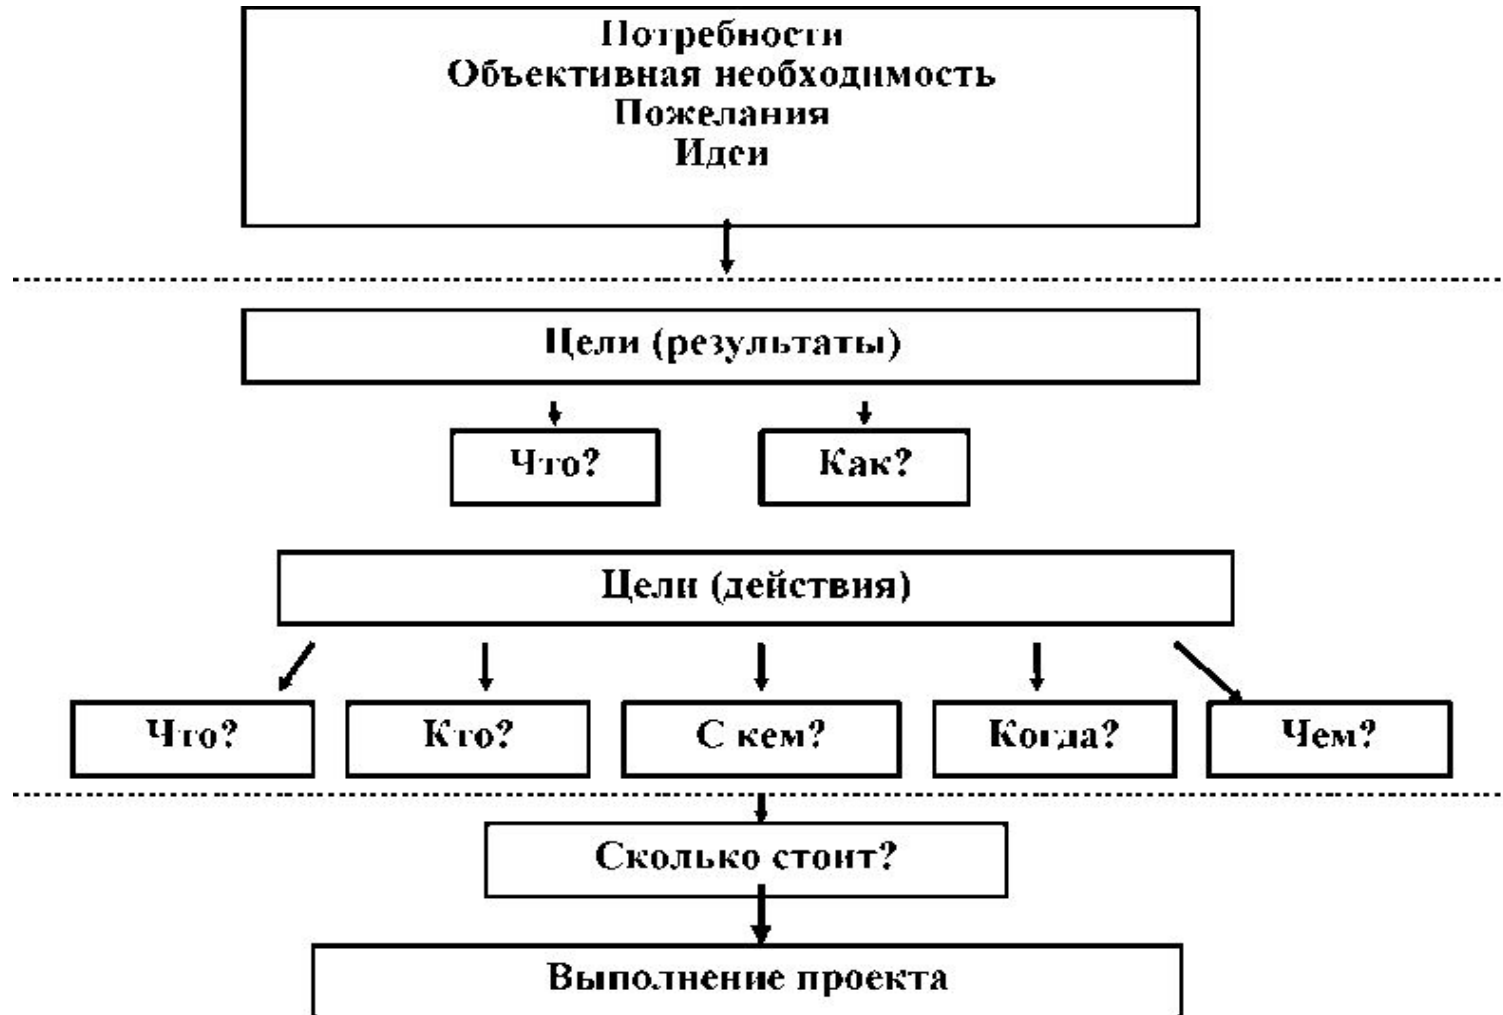 Потребности
Объективная необходимость
Пожелания
Идеи
Цели (результаты)
Что?
Как?
Цели (действия)
Что?
Кто?
С кем?
Когда?
Чем?
Сколько стоит?
Выполнение проекта